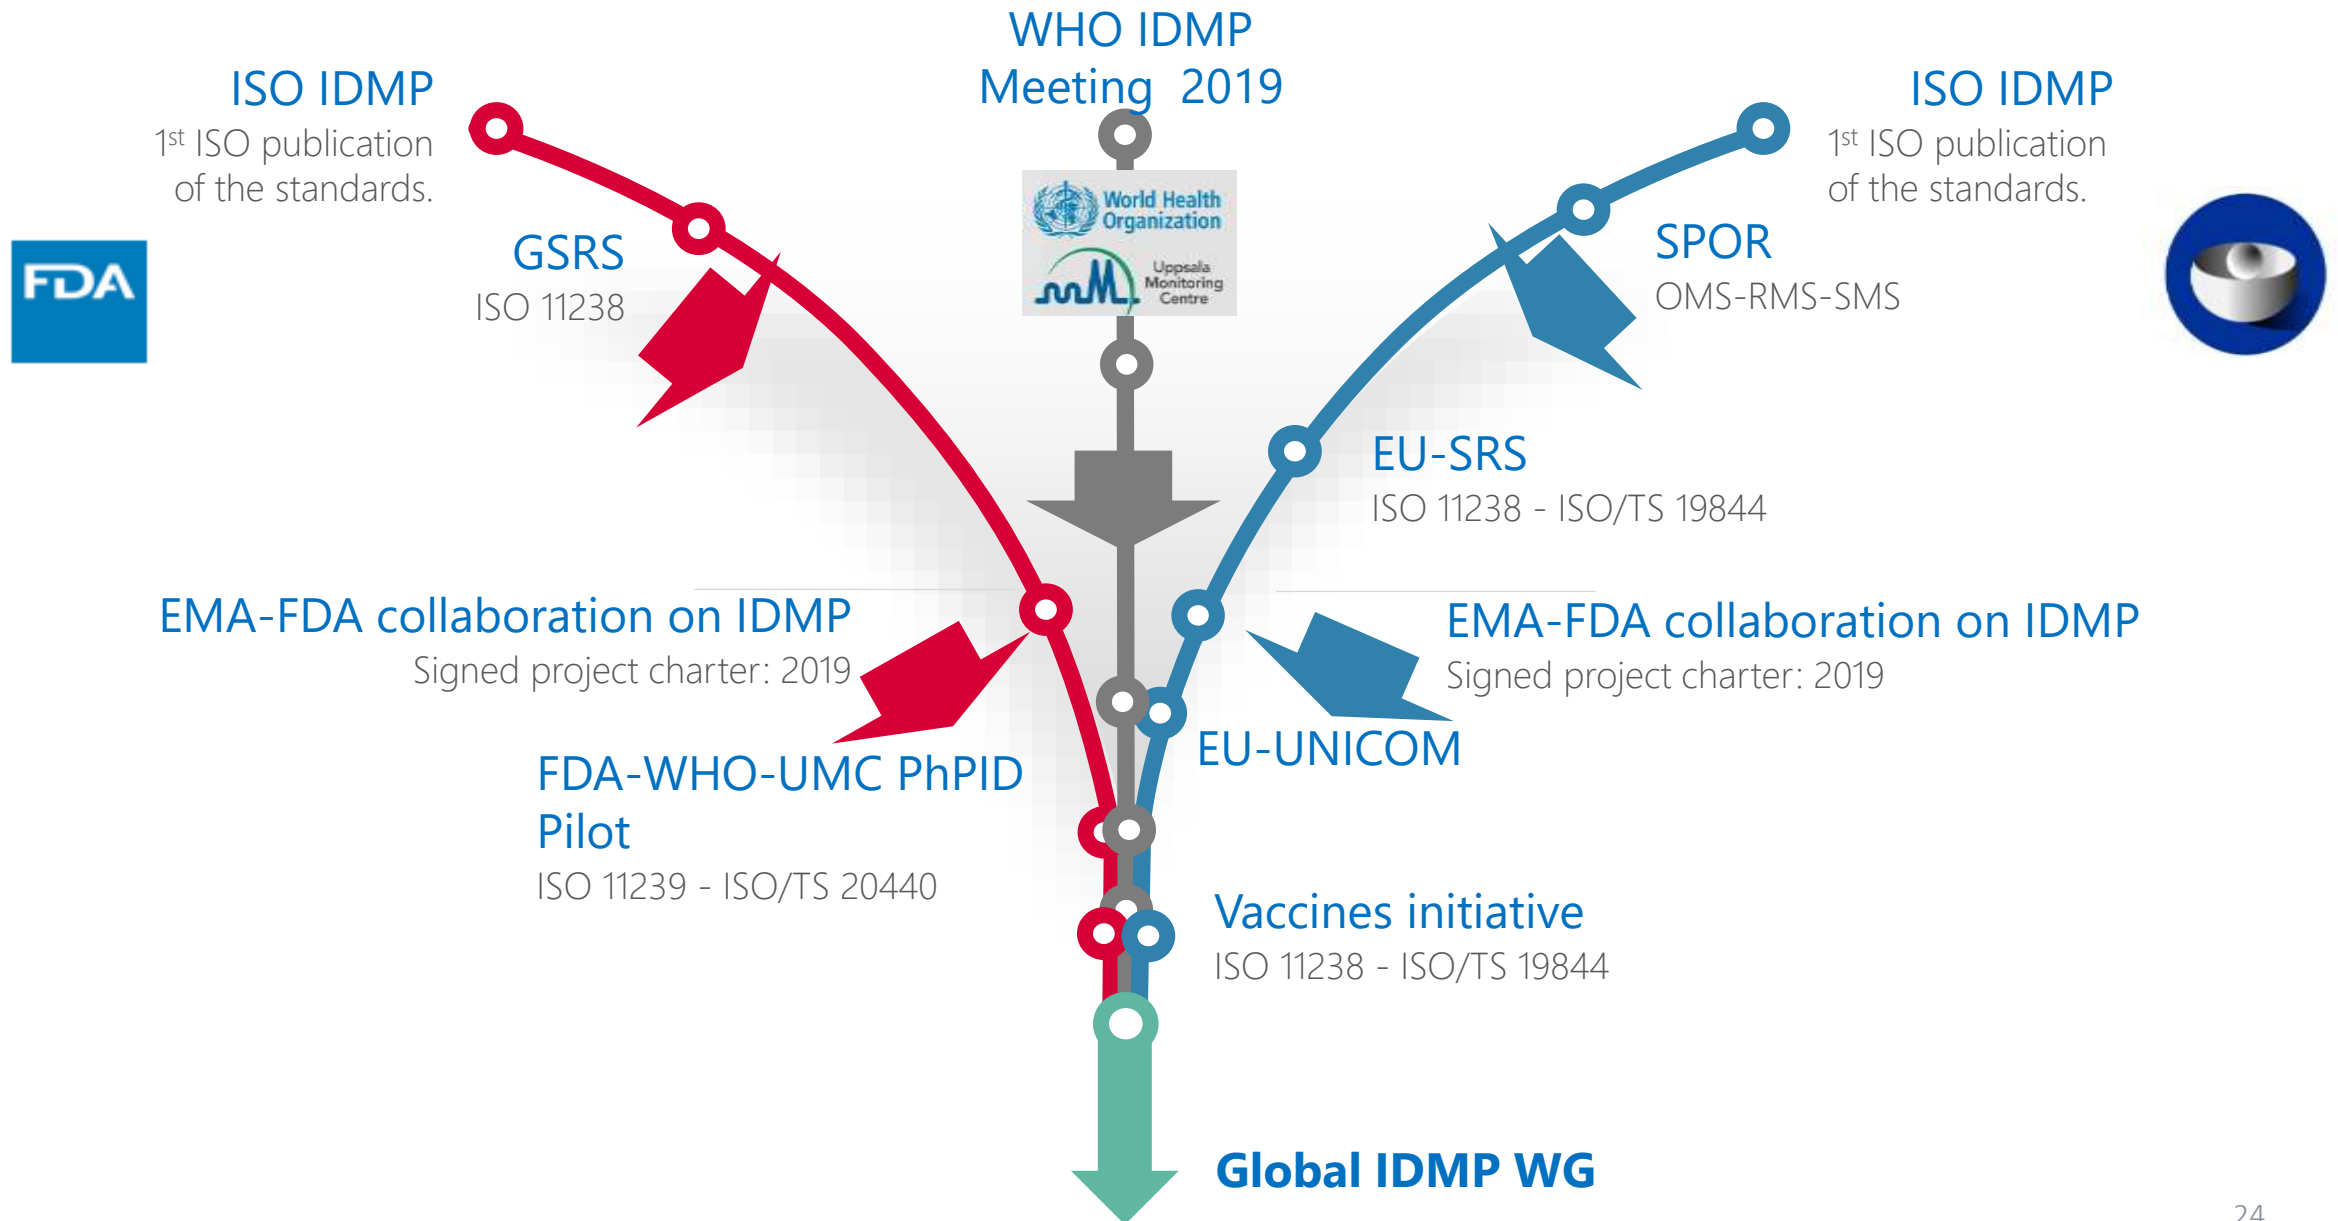 WHO IDMP
Meeting 2019
ISO IDMP
1st ISO publication
of the standards.
ISO IDMP
1st ISO publication
of the standards.
World Health
Organization
Uppsala
Monitoring
Centre
FDA
GSRS
ISO 11238
SPOR
OMS-RMS-SMS
EU-SRS
ISO 11238 - ISO/TS 19844
EMA-FDA collaboration on IDMP
Signed project charter: 2019
EMA-FDA collaboration on IDMP
Signed project charter: 2019
EU-UNICOM
FDA-WHO-UMC PhPID
Pilot
ISO 11239 - ISO/TS 20440
Vaccines initiative
ISO 11238 - ISO/TS 19844
Global IDMP WG
24